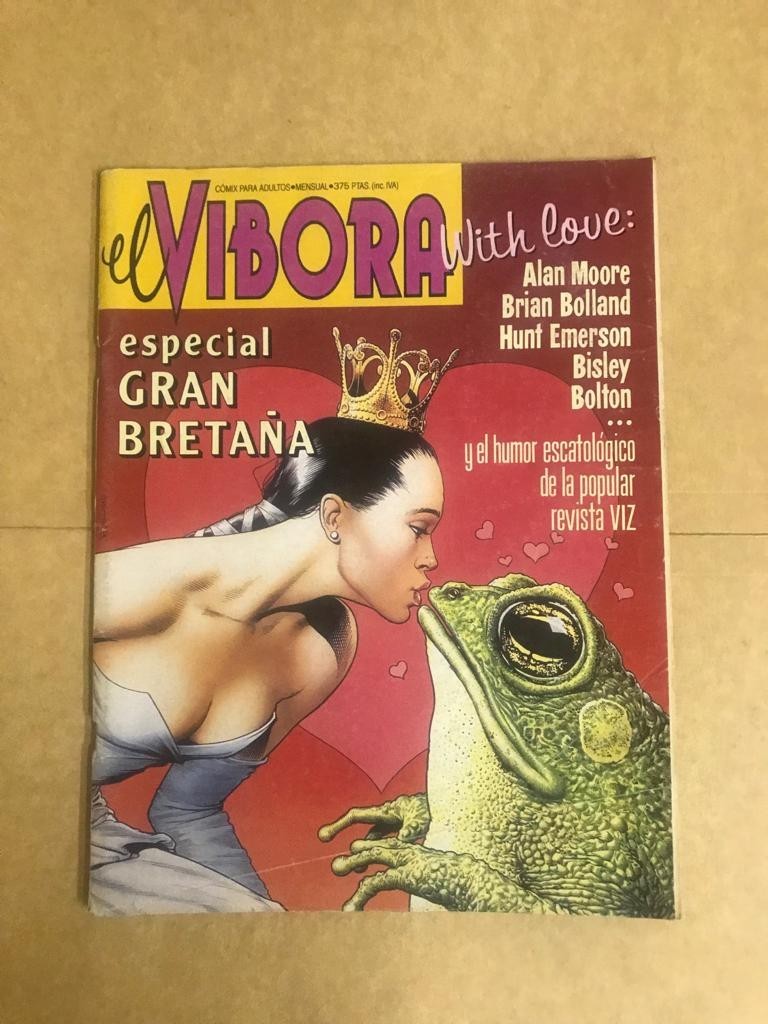 CÓMIX PARA ADULTOS•MENSUAL•375 PTAS. (inc. IVA)
el VIBORA
With love:
Alan Moore
Brian Bolland
Hunt Emerson
Bisley
Bolton
...
y el humor escatológico
de la popular
revista VIZ
especial
GRAN
BRETAÑA